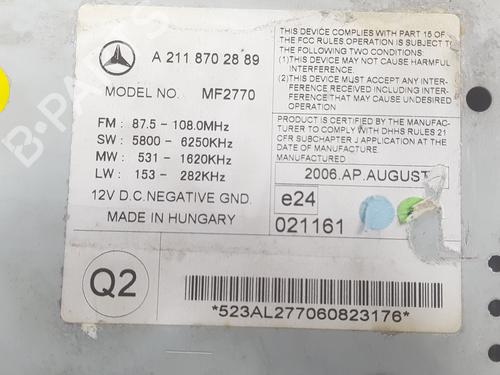 A 211 870 28 89
MODEL NO. MF2770
FM : 87.5 - 108.0MHz
SW : 5800 - 6250KHz
MW : 531 - 1620KHz
LW : 153 - 282KHz
12V D.C. NEGATIVE GND.
MADE IN HUNGARY
THIS DEVICE COMPLIES WITH PART 15 OF
THE FCC RULES.OPERATION IS SUBJECT TO
THE FOLLOWING TWO CONDITIONS:
(1)THIS DEVICE MAY NOT CAUSE HARMFUL
INTERFERENCE.
(2)THIS DEVICE MUST ACCEPT ANY INTER-
FERENCE RECEIVED INCLUDING INTER-
FERENCE THAT MAY CAUSE UNDESIRED
OPERATION
PRODUCT IS CERTIFIED BY THE MANUFAC-
TURER TO COMPLY WITH DHHS RULES 21
CFR SUBCHAPTER J APPLICATION AT THE
DATE OF MANUFACTURE.
MANUFACTURED
2006.AP.AUGUST
e24
021161
Q2
*523AL277060823176*
B-PARTS